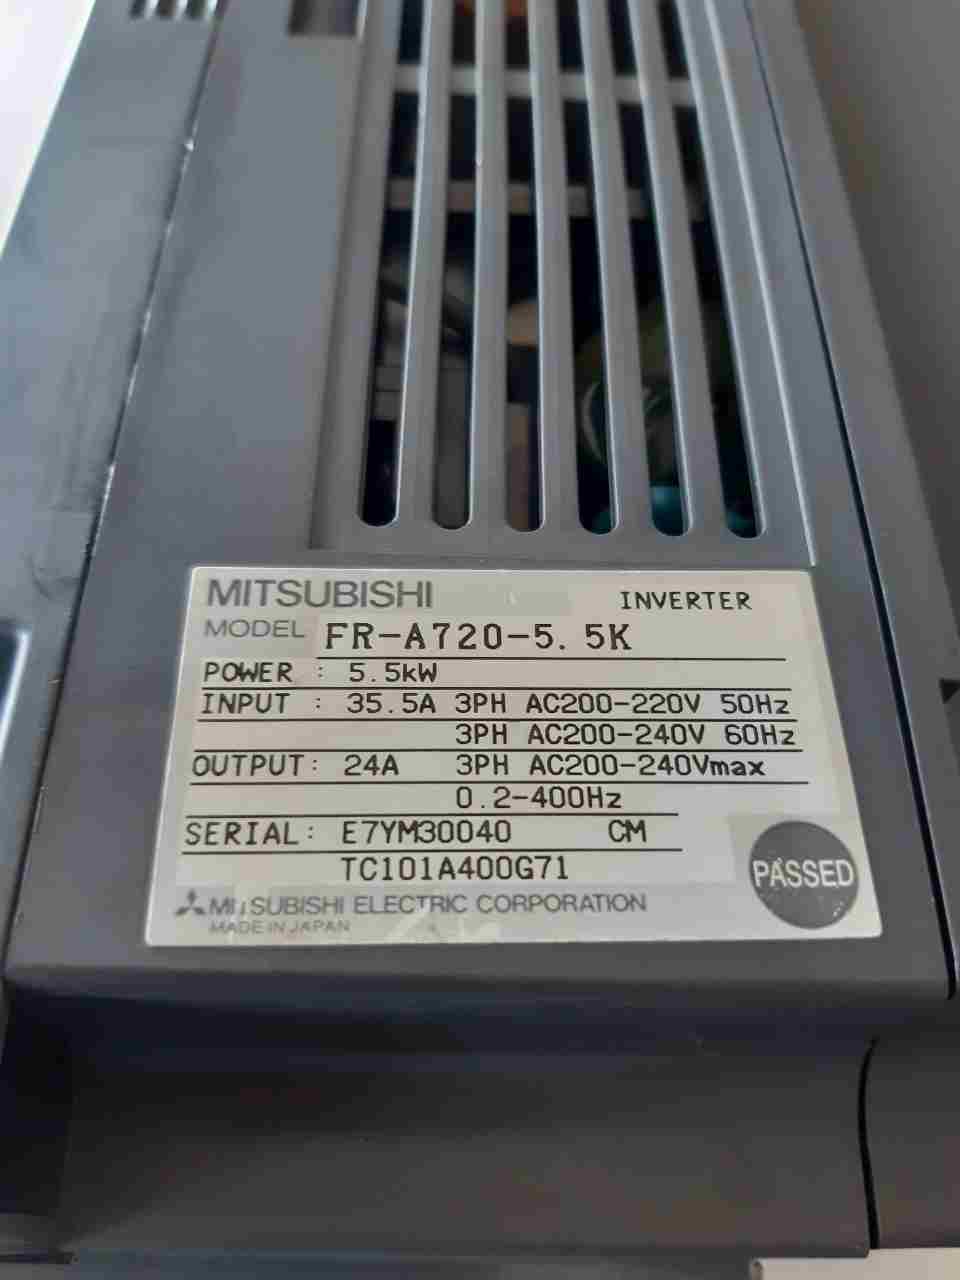 MITSUBISHI INVERTER
MODEL FR-A720-5.5K
POWER : 5.5kW
INPUT : 35.5A 3PH AC200-220V 50Hz
3PH AC200-240V 60Hz
OUTPUT: 24A 3PH AC200-240Vmax
0.2-400Hz
SERIAL: E7YM30040 CM
TC101A400G71
PASSED
MITSUBISHI ELECTRIC CORPORATION
MADE IN JAPAN